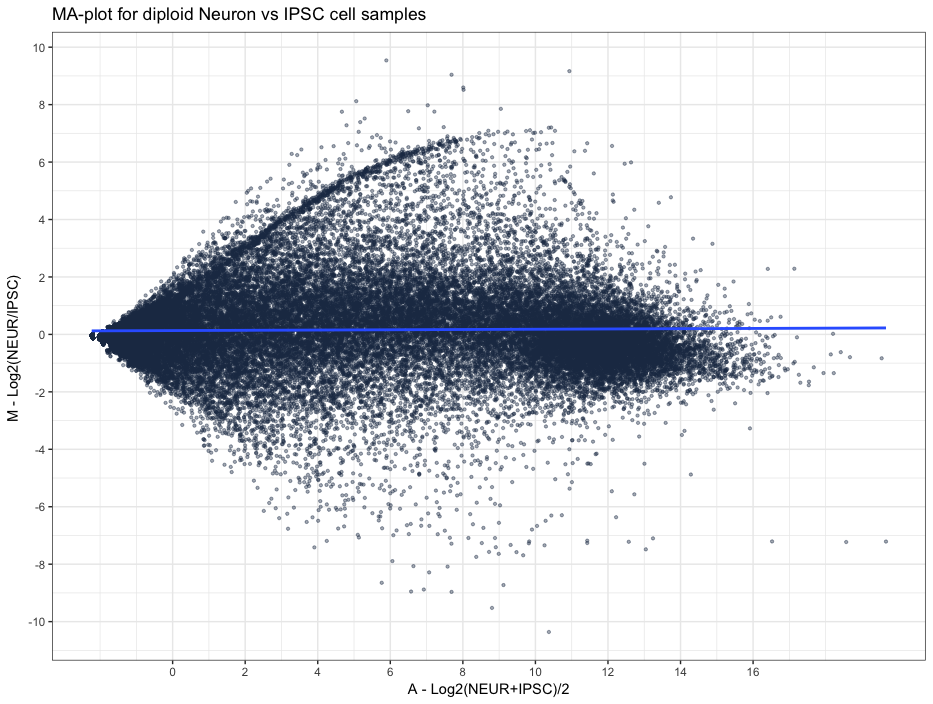 MA-plot for diploid Neuron vs IPSC cell samples
10
8
6
4
2
0
-2
-4
-6
-8
-10
M - Log2(NEUR/IPSC)
0 2 4 6 8 10 12 14 16
A - Log2(NEUR+IPSC)/2